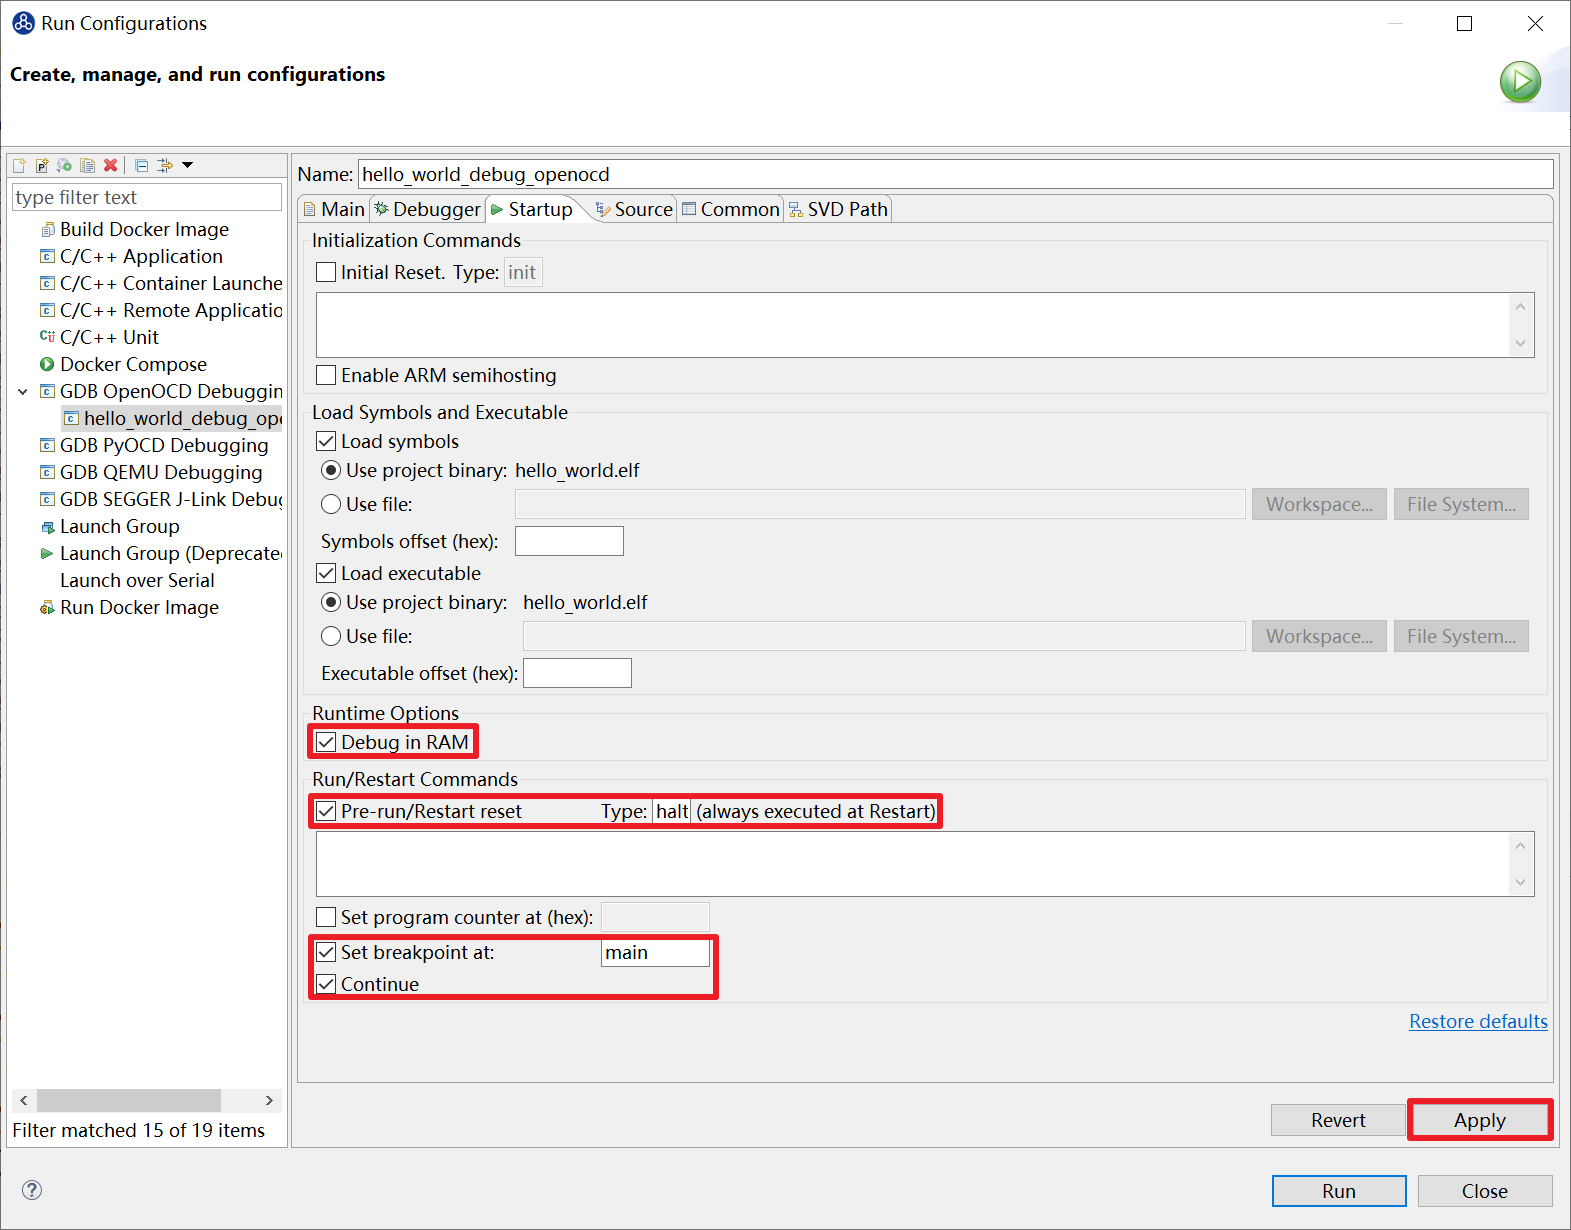 Run Configurations
Create, manage, and run configurations
type filter text
Build Docker Image
C/C++ Application
C/C++ Container Launche
C/C++ Remote Applicatio
C/C++ Unit
Docker Compose
GDB OpenOCD Debuggin
hello_world_debug_ope
GDB PyOCD Debugging
GDB QEMU Debugging
GDB SEGGER J-Link Debug
Launch Group
Launch Group (Deprecate
Launch over Serial
Run Docker Image
Filter matched 15 of 19 items
Name: hello_world_debug_openocd
Main Debugger Startup Source Common SVD Path
Initialization Commands
Initial Reset. Type: init
Enable ARM semihosting
Load Symbols and Executable
Load symbols
Use project binary: hello_world.elf
Use file: Workspace... File System...
Symbols offset (hex):
Load executable
Use project binary: hello_world.elf
Use file: Workspace... File System...
Executable offset (hex):
Runtime Options
Debug in RAM
Run/Restart Commands
Pre-run/Restart reset Type: halt (always executed at Restart)
Set program counter at (hex):
Set breakpoint at: main
Continue
Restore defaults
Revert Apply
Run Close